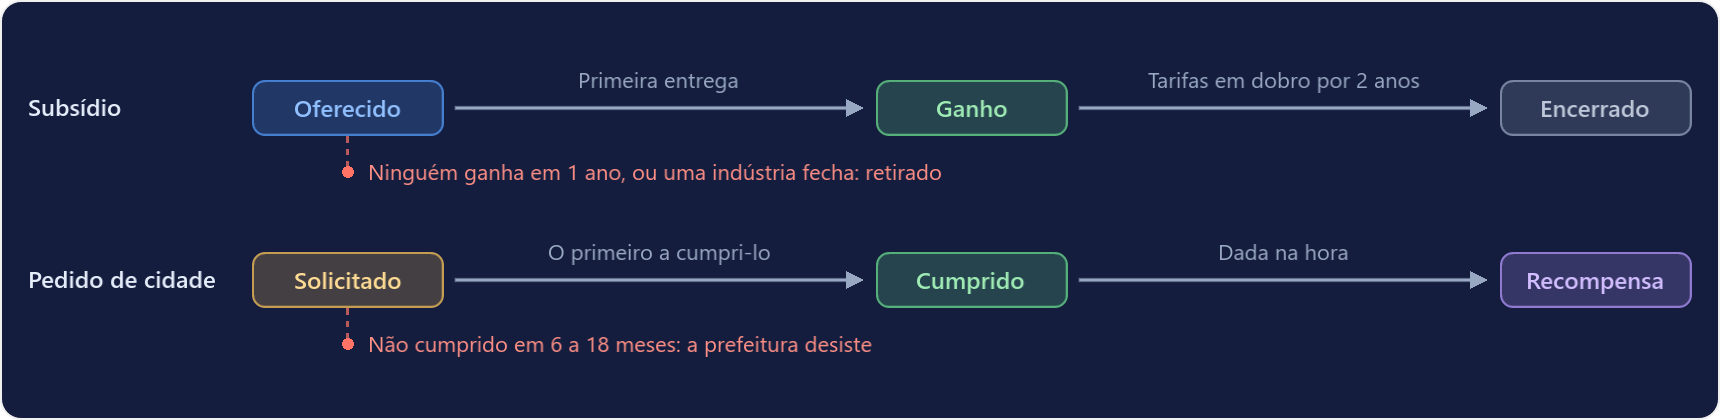 Subsídio
Oferecido
Primeira entrega
Ganho
Tarifas em dobro por 2 anos
Encerrado
Ninguém ganha em 1 ano, ou uma indústria fecha: retirado
Pedido de cidade
Solicitado
O primeiro a cumpri-lo
Cumprido
Dada na hora
Recompensa
Não cumprido em 6 a 18 meses: a prefeitura desiste